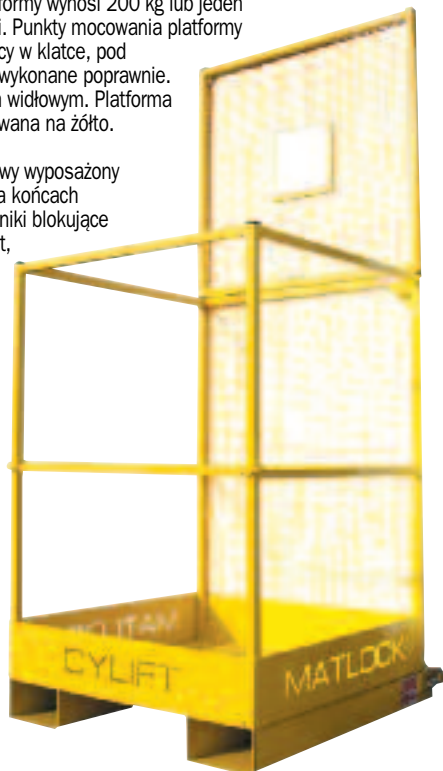 formy wynosi 200 kg lub jeden
i. Punkty mocowania platformy
cy w klatce, pod
wykonane poprawnie.
widłowym. Platforma
wana na żółto.
wy wyposażony
a końcach
niki blokujące
t,
CYLIFT
MATLOCK